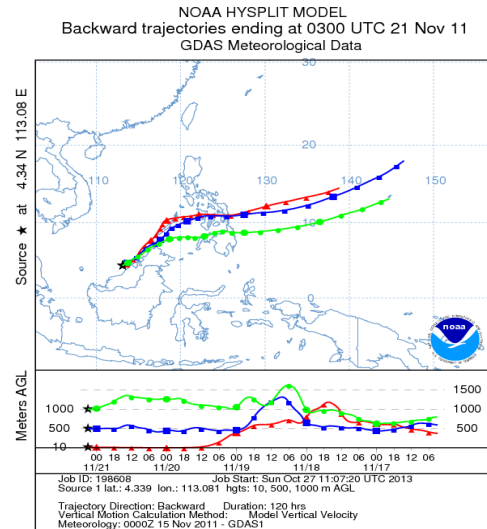 NOAA HYSPLIT MODEL
Backward trajectories ending at 0300 UTC 21 Nov 11
GDAS Meteorological Data
Source ★ at 4.34 N 113.08 E
30
20
110 120 130 140 150
10
0
noaa
Meters AGL
1500
1000 1000
500 500
10
00 18 12 06 00 18 12 06 00 18 12 06 00 18 12 06 00 18 12 06
11/21 11/20 11/19 11/18 11/17
Job ID: 198608 Job Start: Sun Oct 27 11:07:20 UTC 2013
Source 1 lat.: 4.339 lon.: 113.081 hgts: 10, 500, 1000 m AGL
Trajectory Direction: Backward Duration: 120 hrs
Vertical Motion Calculation Method: Model Vertical Velocity
Meteorology: 0000Z 15 Nov 2011 - GDAS1